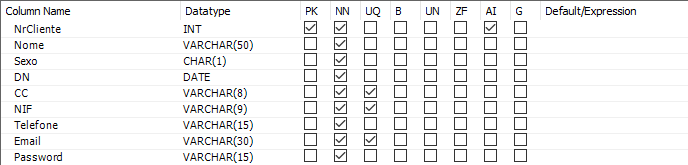 Column Name Datatype PK NN UQ B UN ZF AI G Default/Expression
NrCliente INT
Nome VARCHAR(50)
Sexo CHAR(1)
DN DATE
CC VARCHAR(8)
NIF VARCHAR(9)
Telefone VARCHAR(15)
Email VARCHAR(30)
Password VARCHAR(15)